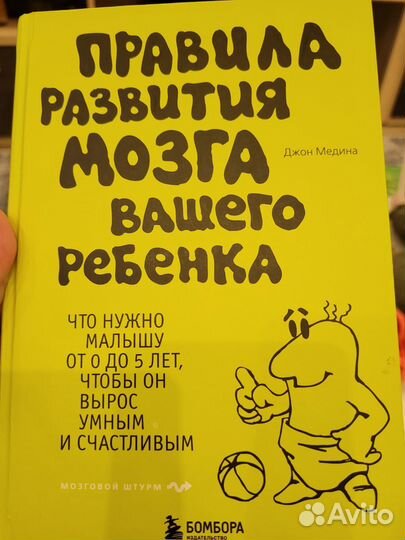 ПРАВИЛА
РАЗВИТИЯ
МОЗГА
Джон Медина
ВАШЕГО
РЕБЕНКА
ЧТО НУЖНО
МАЛЫШУ
ОТ 0 ДО 5 ЛЕТ,
ЧТОБЫ ОН
ВЫРОС
УМНЫМ
И СЧАСТЛИВЫМ
МОЗГОВОЙ ШТУРМ
БОМБОРА
ИЗДАТЕЛЬСТВО
Avito